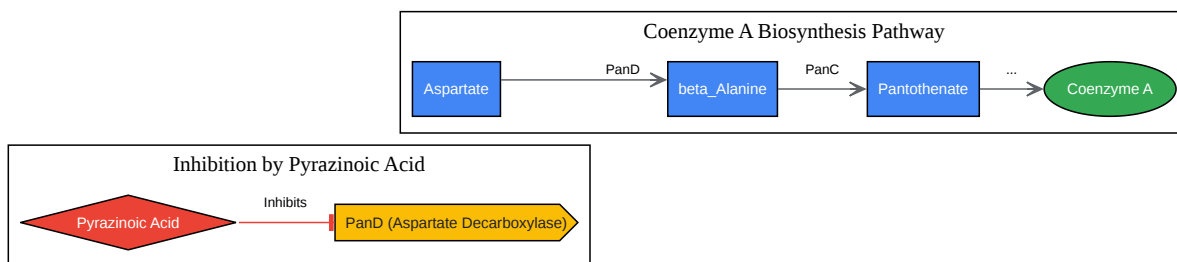 Coenzyme A Biosynthesis Pathway
Aspartate
PanD
beta_Alanine
PanC
Pantothenate
...
Coenzyme A
Inhibition by Pyrazinoic Acid
Pyrazinoic Acid
Inhibits
PanD (Aspartate Decarboxylase)